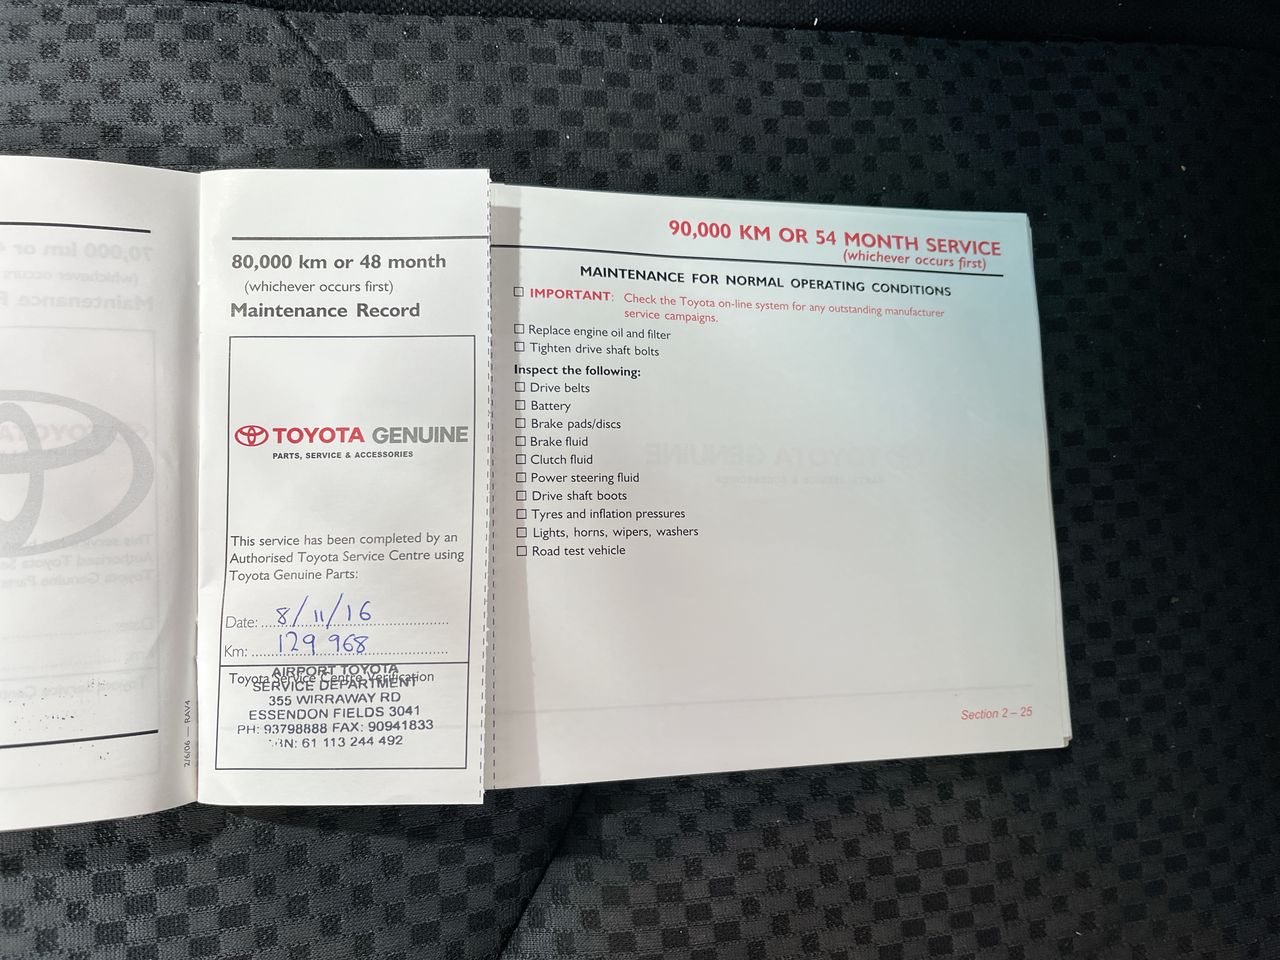 80,000 km or 48 month
(whichever occurs first)
Maintenance Record
TOYOTA GENUINE
PARTS, SERVICE & ACCESSORIES
This service has been completed by an
Authorised Toyota Service Centre using
Toyota Genuine Parts:
Date: 8/11/16
Km: 129 968
Toyota Service Centre Verification
AIRPORT TOYOTA
SERVICE DEPARTMENT
355 WIRRAWAY RD
ESSENDON FIELDS 3041
PH: 93798888 FAX: 90941833
61 113 244 492
2/6/06 — RAV4
90,000 KM OR 54 MONTH SERVICE
(whichever occurs first)
MAINTENANCE FOR NORMAL OPERATING CONDITIONS
IMPORTANT: Check the Toyota on-line system for any outstanding manufacturer
service campaigns.
Replace engine oil and filter
Tighten drive shaft bolts
Inspect the following:
Drive belts
Battery
Brake pads/discs
Brake fluid
Clutch fluid
Power steering fluid
Drive shaft boots
Tyres and inflation pressures
Lights, horns, wipers, washers
Road test vehicle
Section 2 – 25